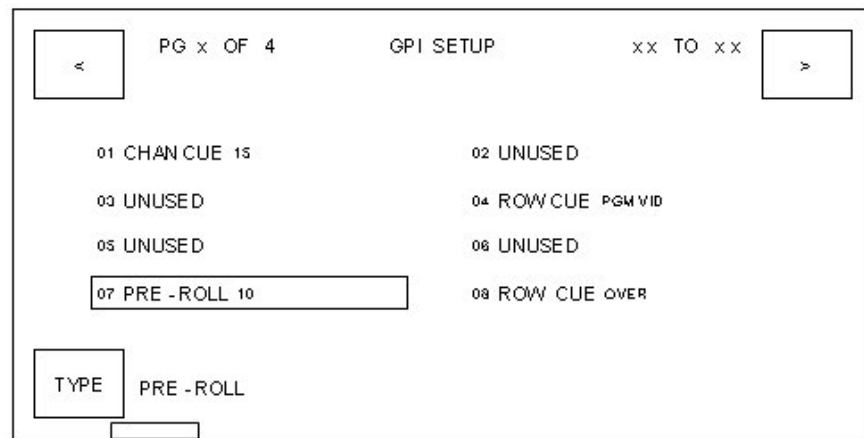 < PG x OF 4 GPI SETUP xx TO xx >
01 CHAN CUE 15 02 UNUSED
03 UNUSED 04 ROW CUE PGM VID
05 UNUSED 06 UNUSED
07 PRE-ROLL 10 08 ROW CUE OVER
TYPE PRE-ROLL